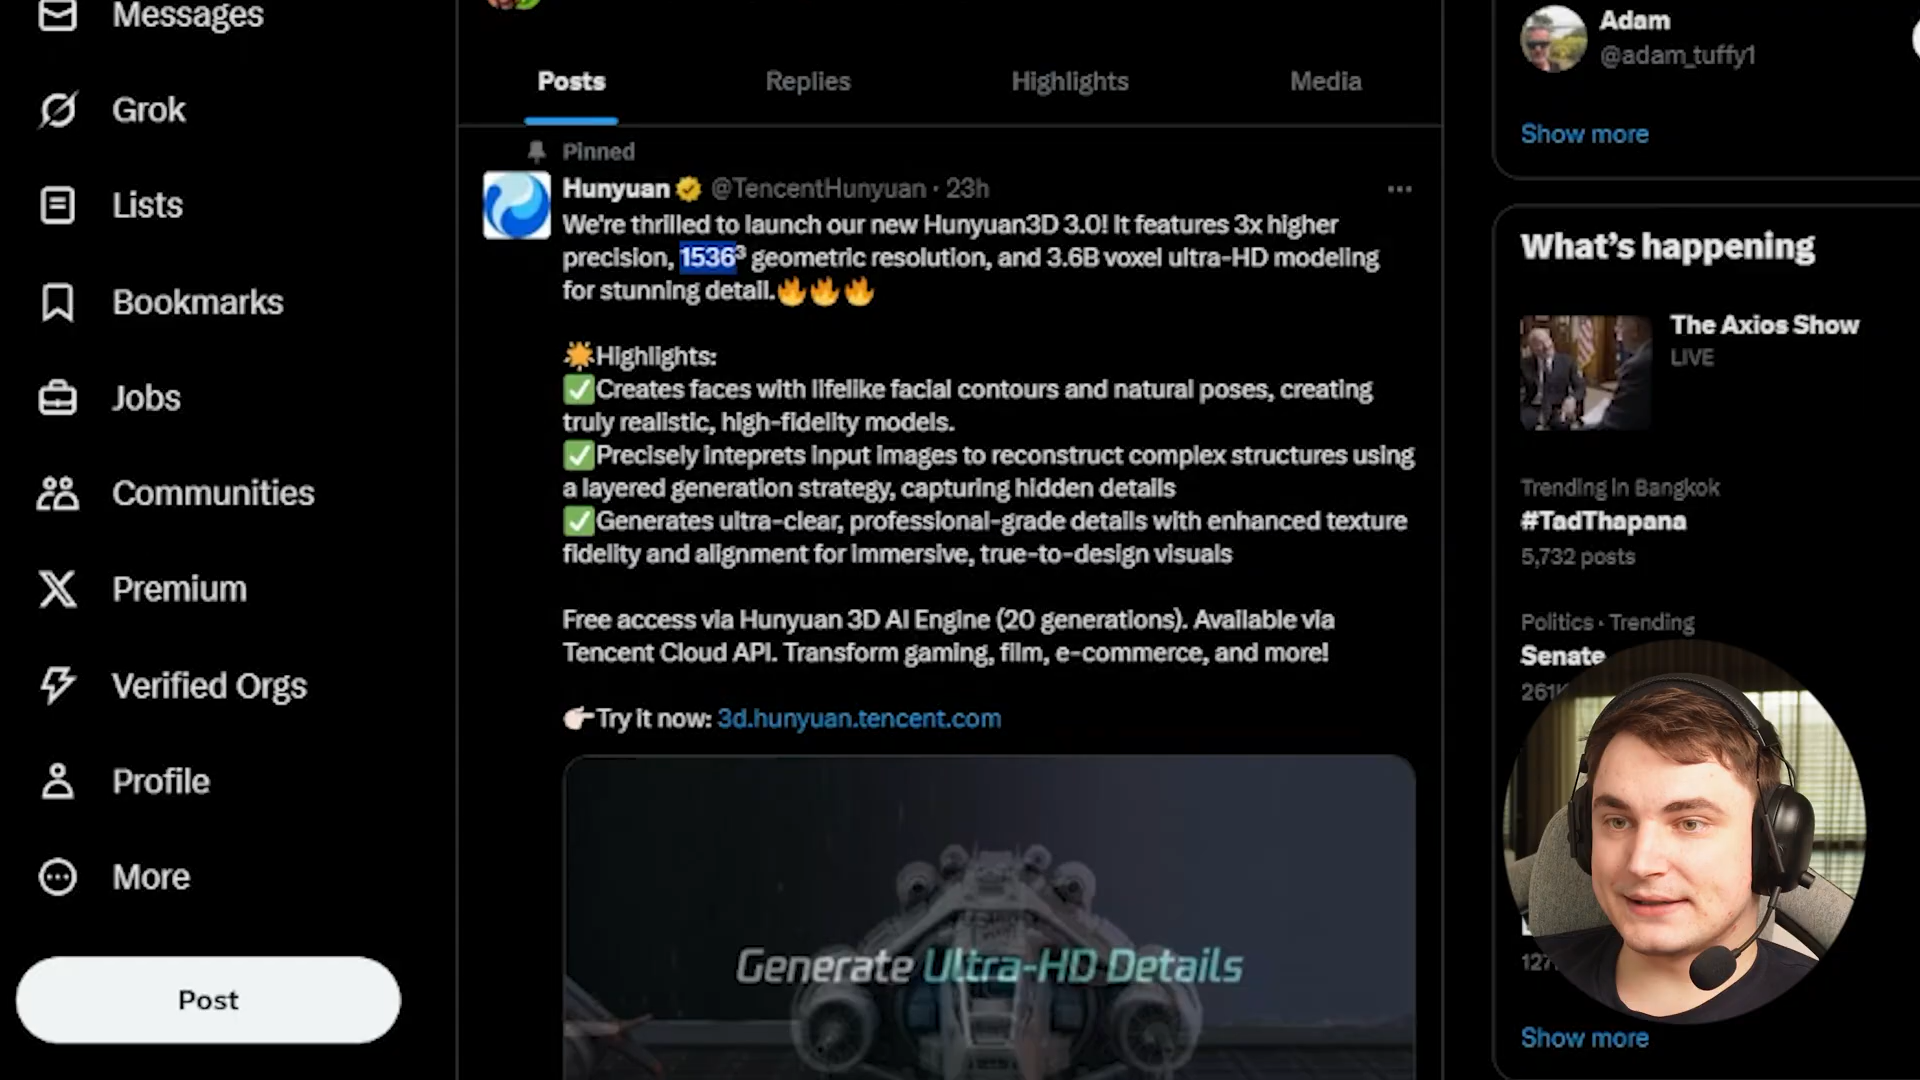 Messages
Grok
Lists
Bookmarks
Jobs
Communities
Premium
Verified Orgs
Profile
More
Post
Posts Replies Highlights Media
Pinned
Hunyuan @TencentHunyuan · 23h
We're thrilled to launch our new Hunyuan3D 3.0! It features 3x higher
precision, 1536³ geometric resolution, and 3.6B voxel ultra-HD modeling
for stunning detail.🔥🔥🔥
🌟Highlights:
✅Creates faces with lifelike facial contours and natural poses, creating
truly realistic, high-fidelity models.
✅Precisely inteprets input images to reconstruct complex structures using
a layered generation strategy, capturing hidden details
✅Generates ultra-clear, professional-grade details with enhanced texture
fidelity and alignment for immersive, true-to-design visuals
Free access via Hunyuan 3D AI Engine (20 generations). Available via
Tencent Cloud API. Transform gaming, film, e-commerce, and more!
👉Try it now: 3d.hunyuan.tencent.com
Generate Ultra-HD Details
Adam
@adam_tuffy1
Show more
What's happening
The Axios Show
LIVE
Trending in Bangkok
#TadThapana
5,732 posts
Politics · Trending
Senate
Show more